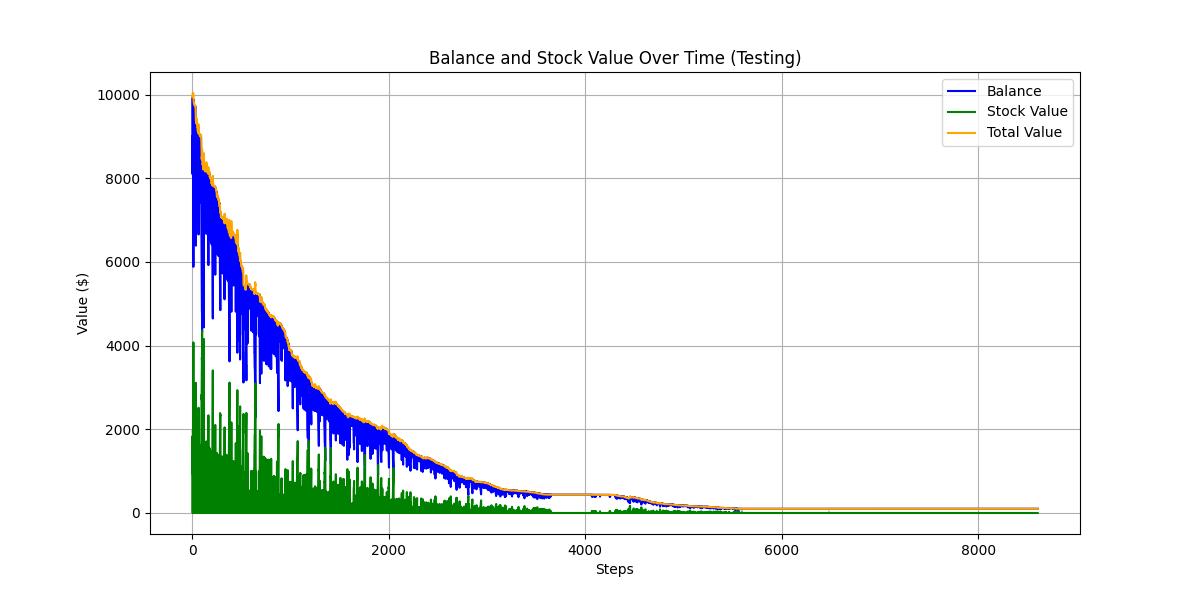 Balance and Stock Value Over Time (Testing)
Balance
Stock Value
Total Value
Value ($)
10000
8000
6000
4000
2000
0
0 2000 4000 6000 8000
Steps